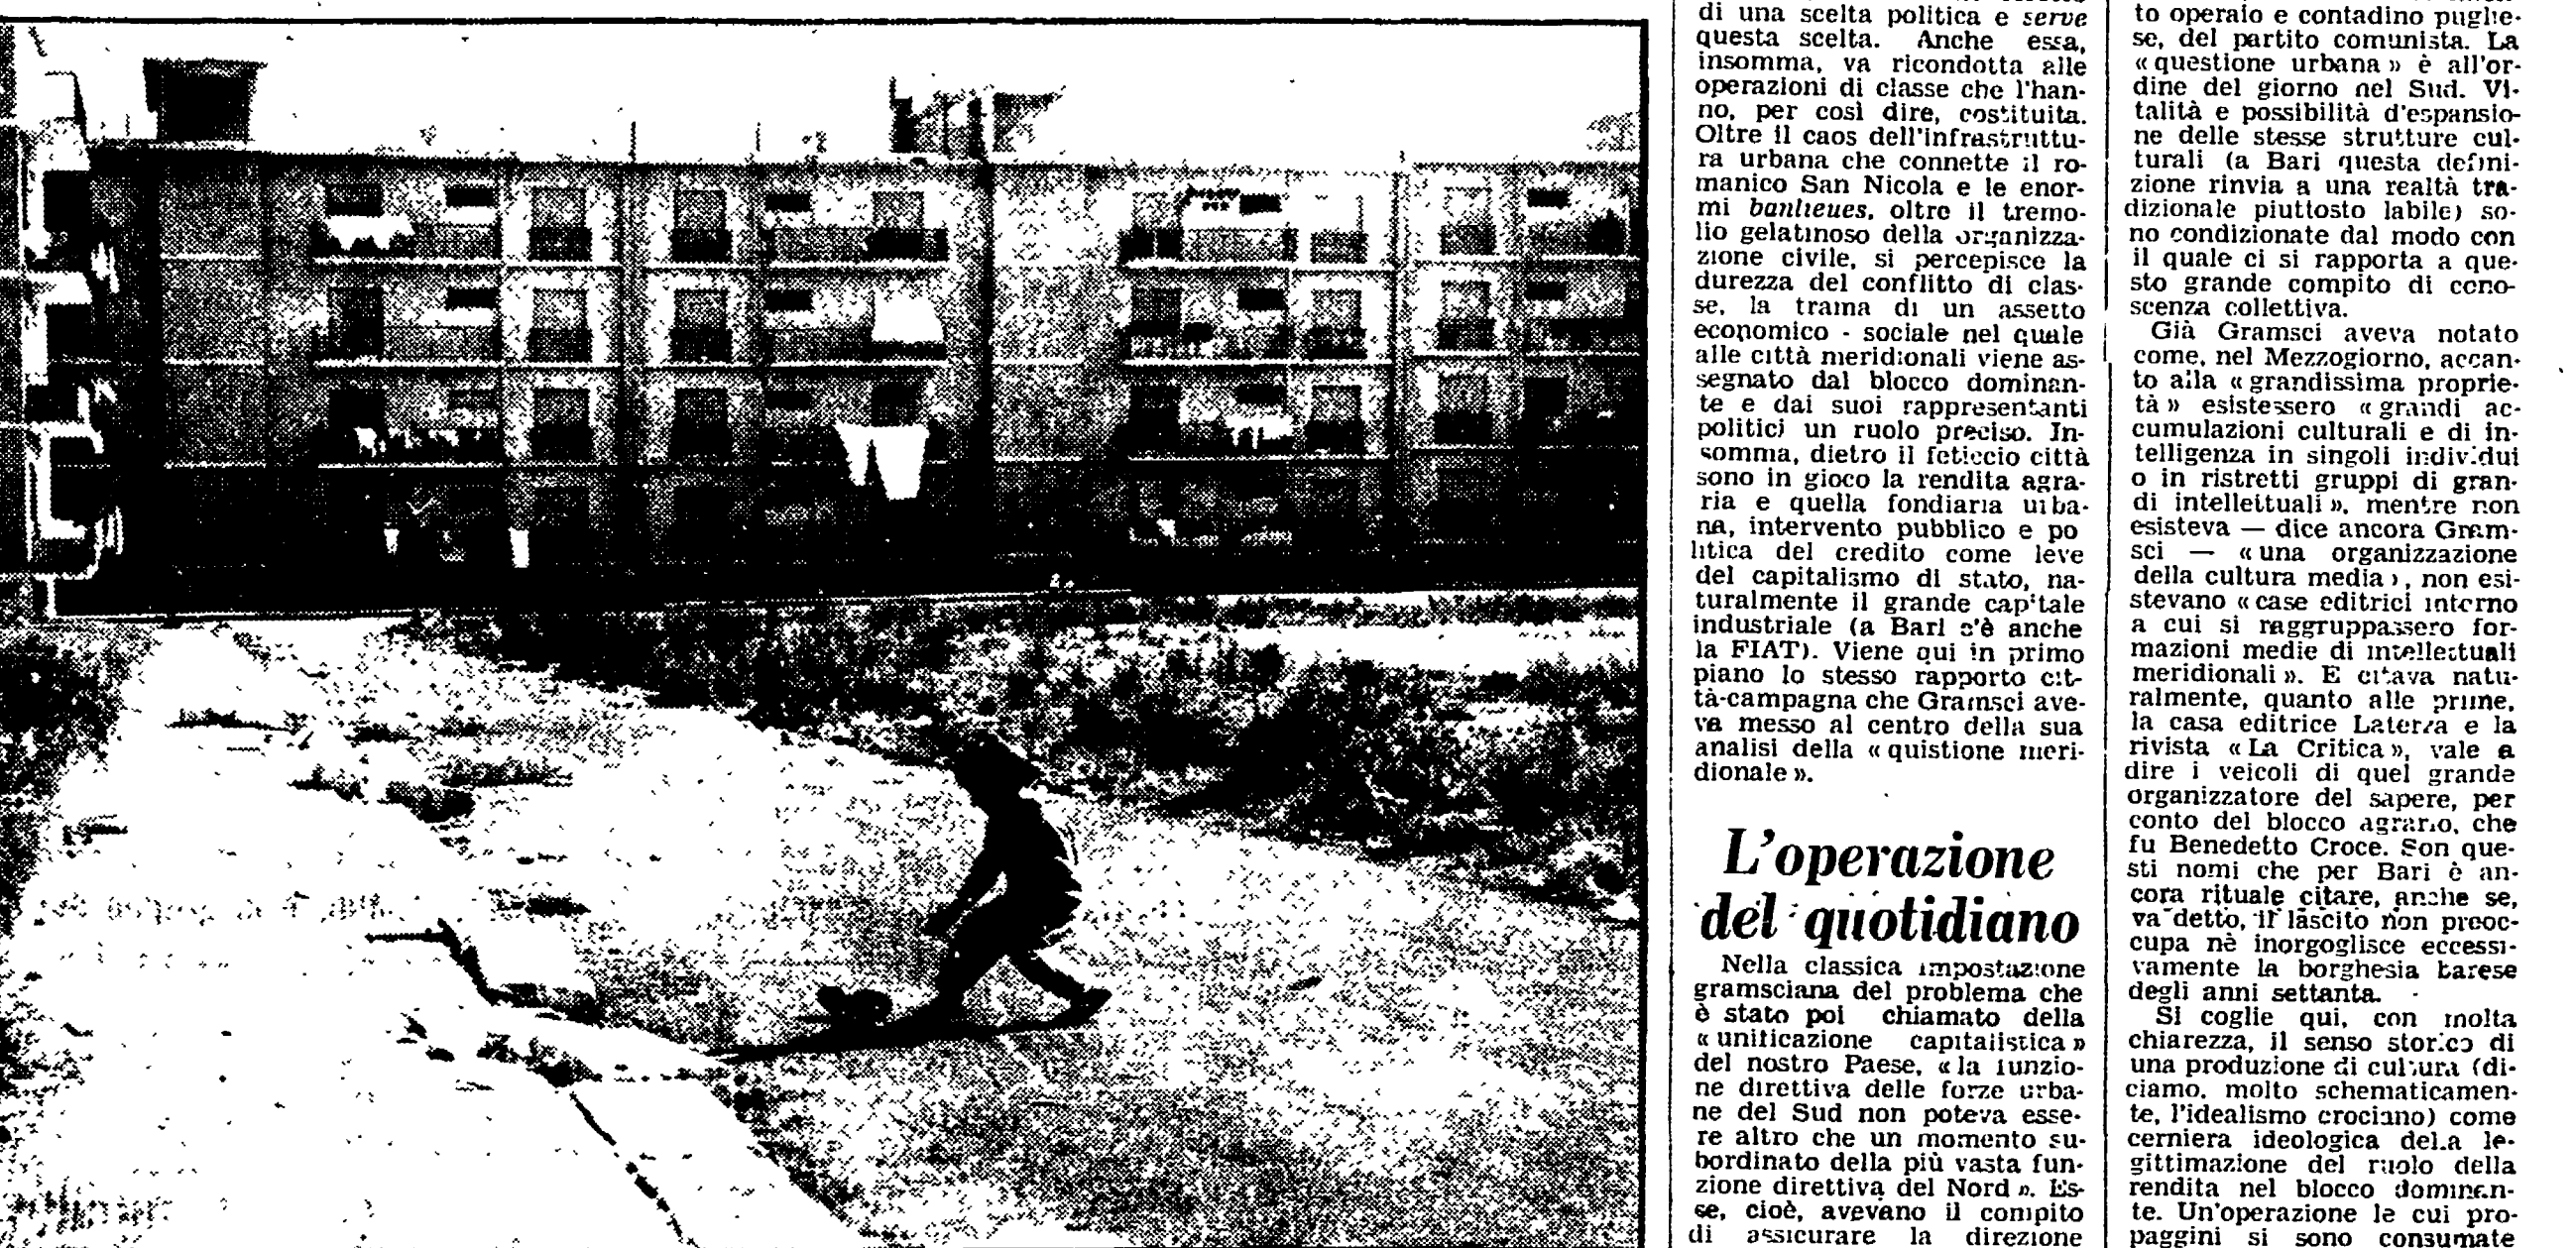 di una scelta politica e serve
questa scelta. Anche essa,
insomma, va ricondotta alle
operazioni di classe che l'han-
no, per così dire, costituita.
Oltre il caos dell'infrastruttu-
ra urbana che connette il ro-
manico San Nicola e le enor-
mi banlieues, oltre il tremo-
lio gelatinoso della organizza-
zione civile, si percepisce la
durezza del conflitto di clas-
se, la trama di un assetto
economico - sociale nel quale
alle città meridionali viene as-
segnato dal blocco dominan-
te e dai suoi rappresentanti
politici un ruolo preciso. In-
somma, dietro il feticcio città
sono in gioco la rendita agra-
ria e quella fondiaria urba-
na, intervento pubblico e po
litica del credito come leve
del capitalismo di stato, na-
turalmente il grande capitale
industriale (a Bari c'è anche
la FIAT). Viene qui in primo
piano lo stesso rapporto cit-
tà-campagna che Gramsci ave-
va messo al centro della sua
analisi della « quistione meri-
dionale ».
L'operazione
del quotidiano
Nella classica impostazione
gramsciana del problema che
è stato poi chiamato della
« unificazione capitalistica »
del nostro Paese, « la funzio-
ne direttiva delle forze urba-
ne del Sud non poteva esse-
re altro che un momento su-
bordinato della più vasta fun-
zione direttiva del Nord ». Es-
se, cioè, avevano il compito
di assicurare la direzione
to operaio e contadino puglie-
se, del partito comunista. La
« questione urbana » è all'or-
dine del giorno nel Sud. Vi-
talità e possibilità d'espansio-
ne delle stesse strutture cul-
turali (a Bari questa defini-
zione rinvia a una realtà tra-
dizionale piuttosto labile) so-
no condizionate dal modo con
il quale ci si rapporta a que-
sto grande compito di cono-
scenza collettiva.
Già Gramsci aveva notato
come, nel Mezzogiorno, accan-
to alla « grandissima proprie-
tà » esistessero « grandi ac-
cumulazioni culturali e di in-
telligenza in singoli individui
o in ristretti gruppi di gran-
di intellettuali », mentre non
esisteva — dice ancora Gram-
sci — « una organizzazione
della cultura media », non esi-
stevano « case editrici intorno
a cui si raggruppassero for-
mazioni medie di intellettuali
meridionali ». E citava natu-
ralmente, quanto alle prime,
la casa editrice Laterza e la
rivista « La Critica », vale a
dire i veicoli di quel grande
organizzatore del sapere, per
conto del blocco agrario, che
fu Benedetto Croce. Son que-
sti nomi che per Bari è an-
cora rituale citare, anche se,
va detto, il lascito non preoc-
cupa nè inorgoglisce eccessi-
vamente la borghesia barese
degli anni settanta.
Si coglie qui, con molta
chiarezza, il senso storico di
una produzione di cultura (di-
ciamo, molto schematicamen-
te, l'idealismo crociano) come
cerniera ideologica della le-
gittimazione del ruolo della
rendita nel blocco dominan-
te. Un'operazione le cui pro-
paggini si sono consumate